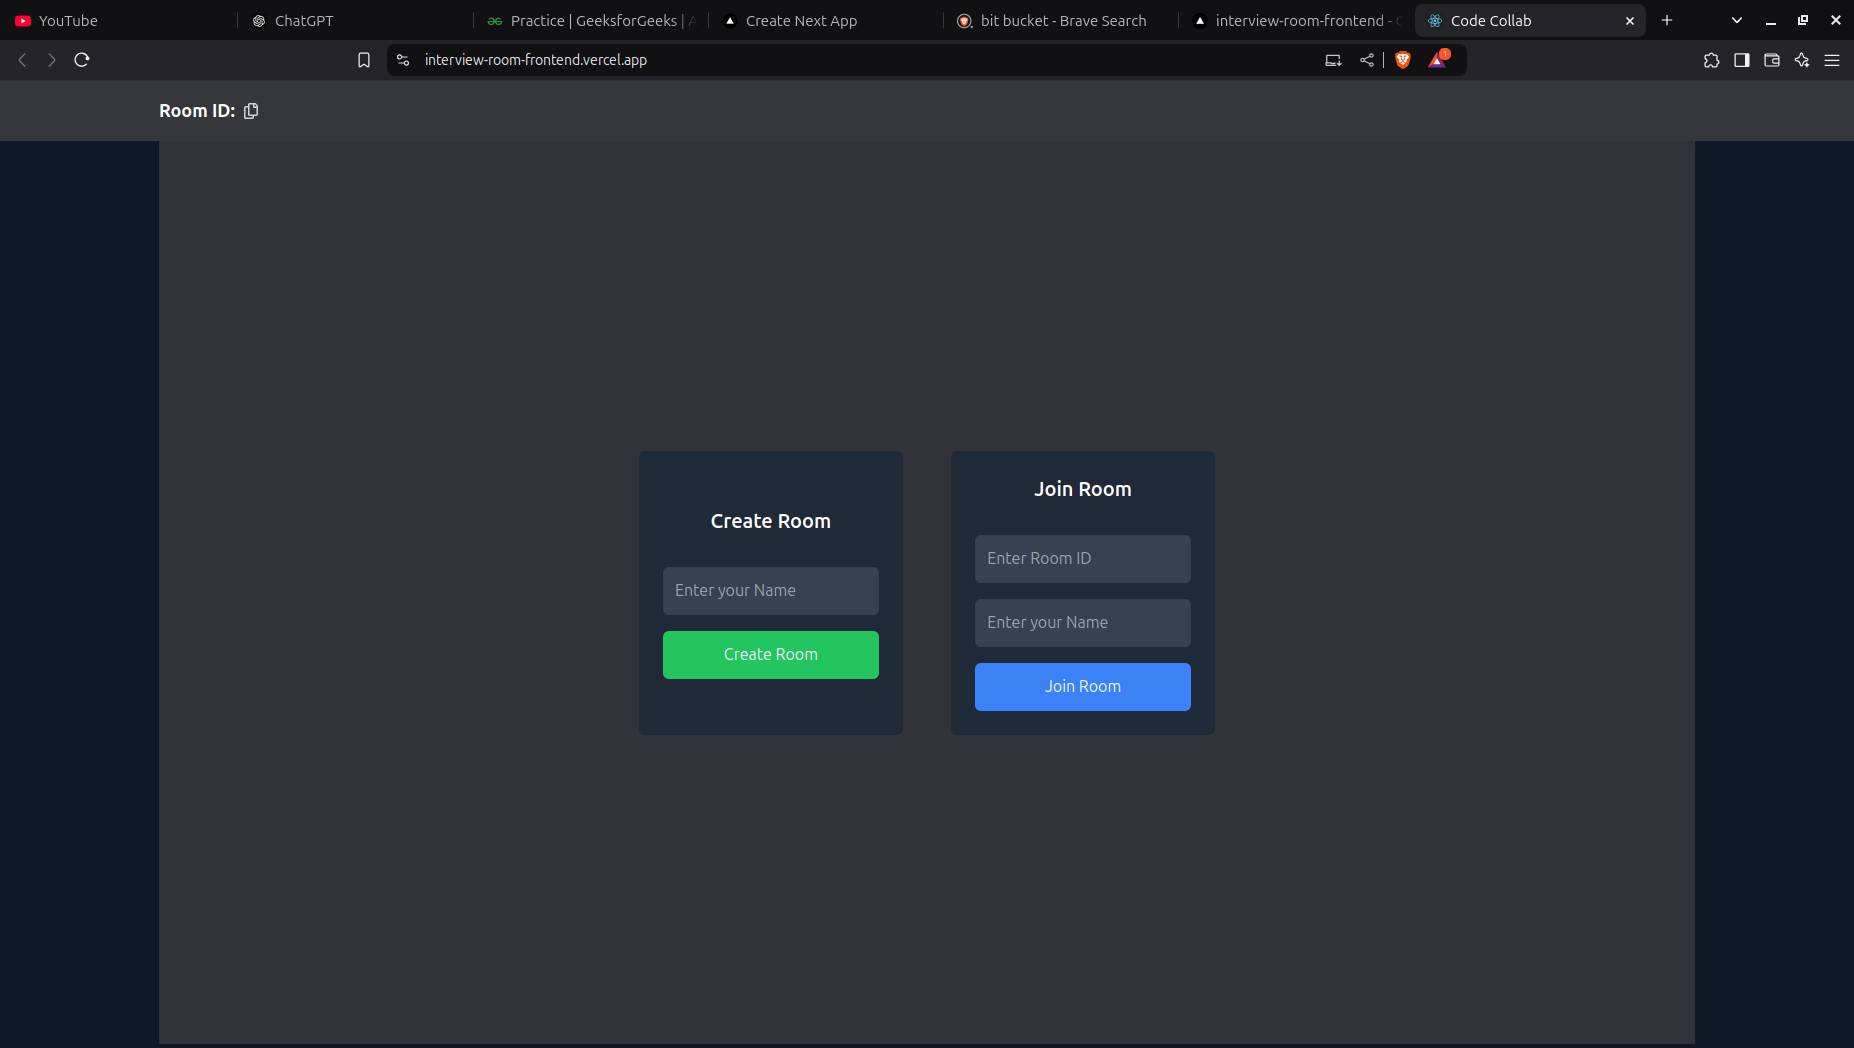 YouTube
ChatGPT
Practice | GeeksforGeeks |
Create Next App
bit bucket - Brave Search
interview-room-frontend -
Code Collab
interview-room-frontend.vercel.app
1
Room ID:
Create Room
Enter your Name
Create Room
Join Room
Enter Room ID
Enter your Name
Join Room